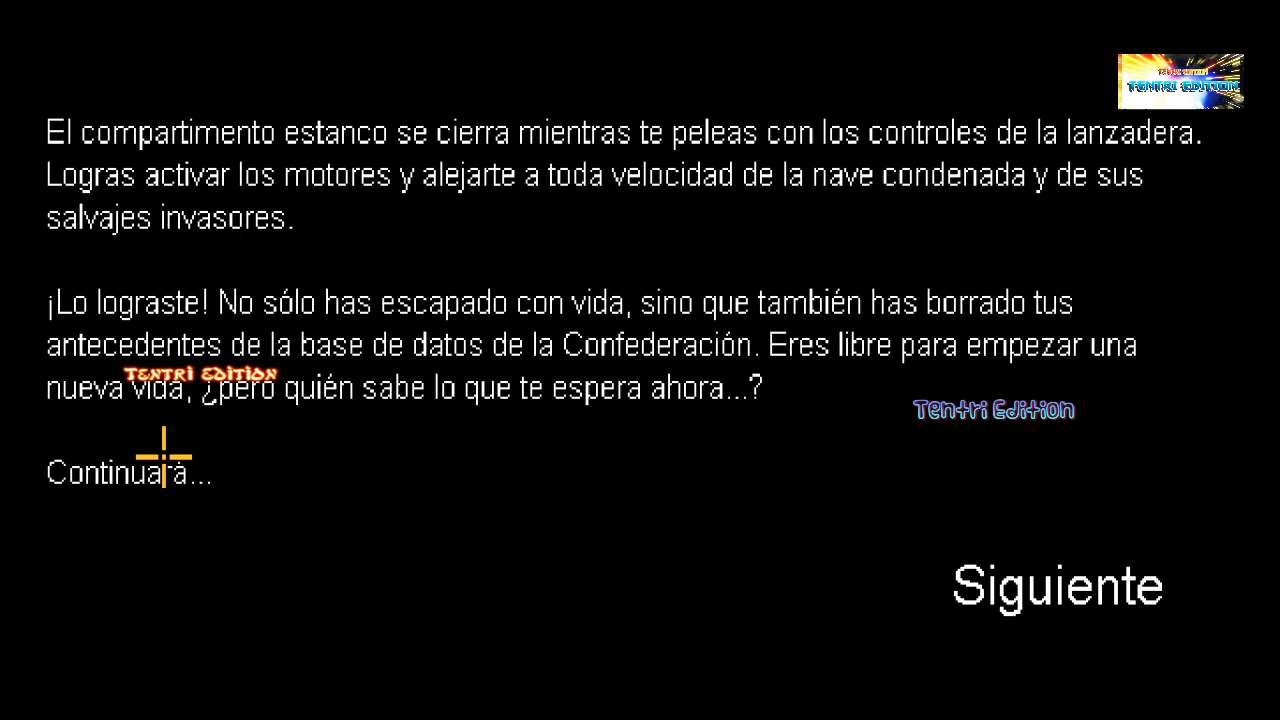 TENTRI EDITION
El compartimento estanco se cierra mientras te peleas con los controles de la lanzadera.
Logras activar los motores y alejarte a toda velocidad de la nave condenada y de sus
salvajes invasores.
¡Lo lograste! No sólo has escapado con vida, sino que también has borrado tus
antecedentes de la base de datos de la Confederación. Eres libre para empezar una
TENTRI EDITION
nueva vida, ¿pero quién sabe lo que te espera ahora...?
Tentri Edition
Continuará...
Siguiente